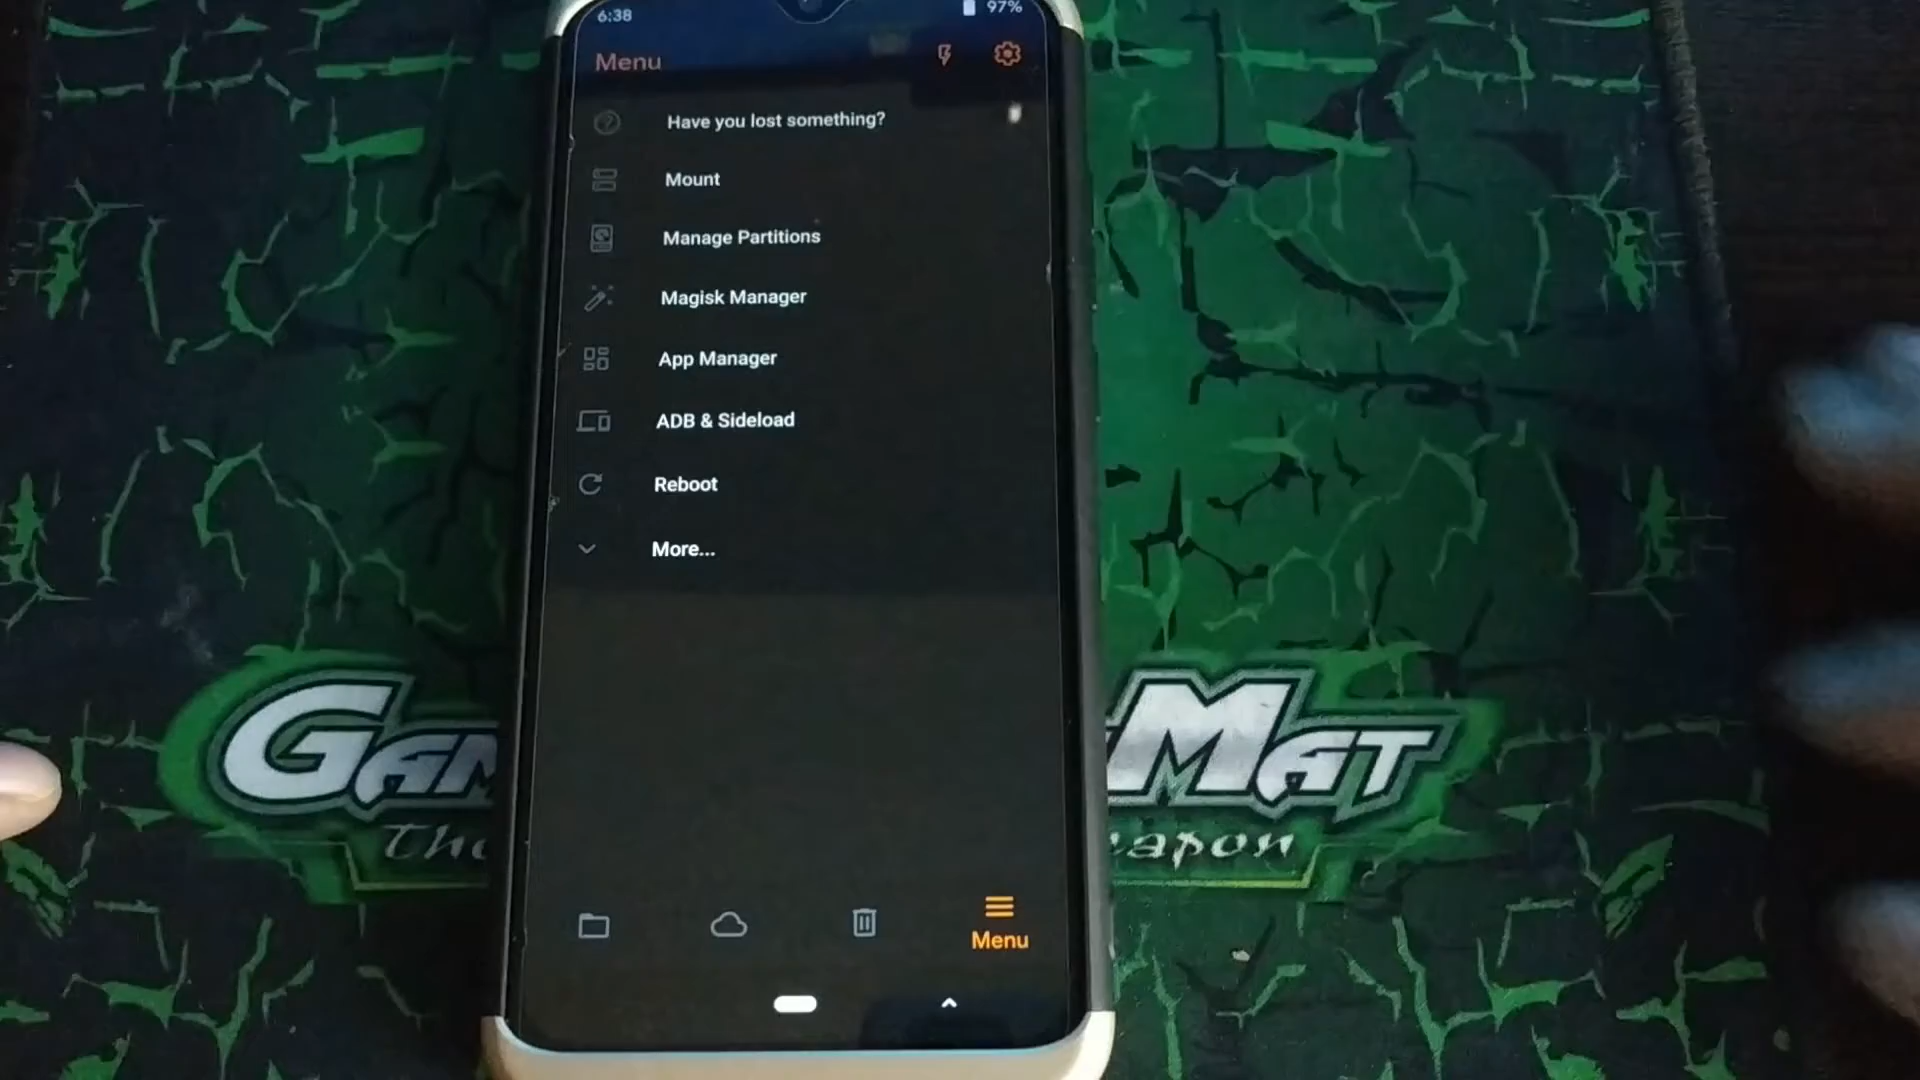 6:38
97%
Menu
Have you lost something?
Mount
Manage Partitions
Magisk Manager
App Manager
ADB & Sideload
Reboot
More...
Menu
Mat